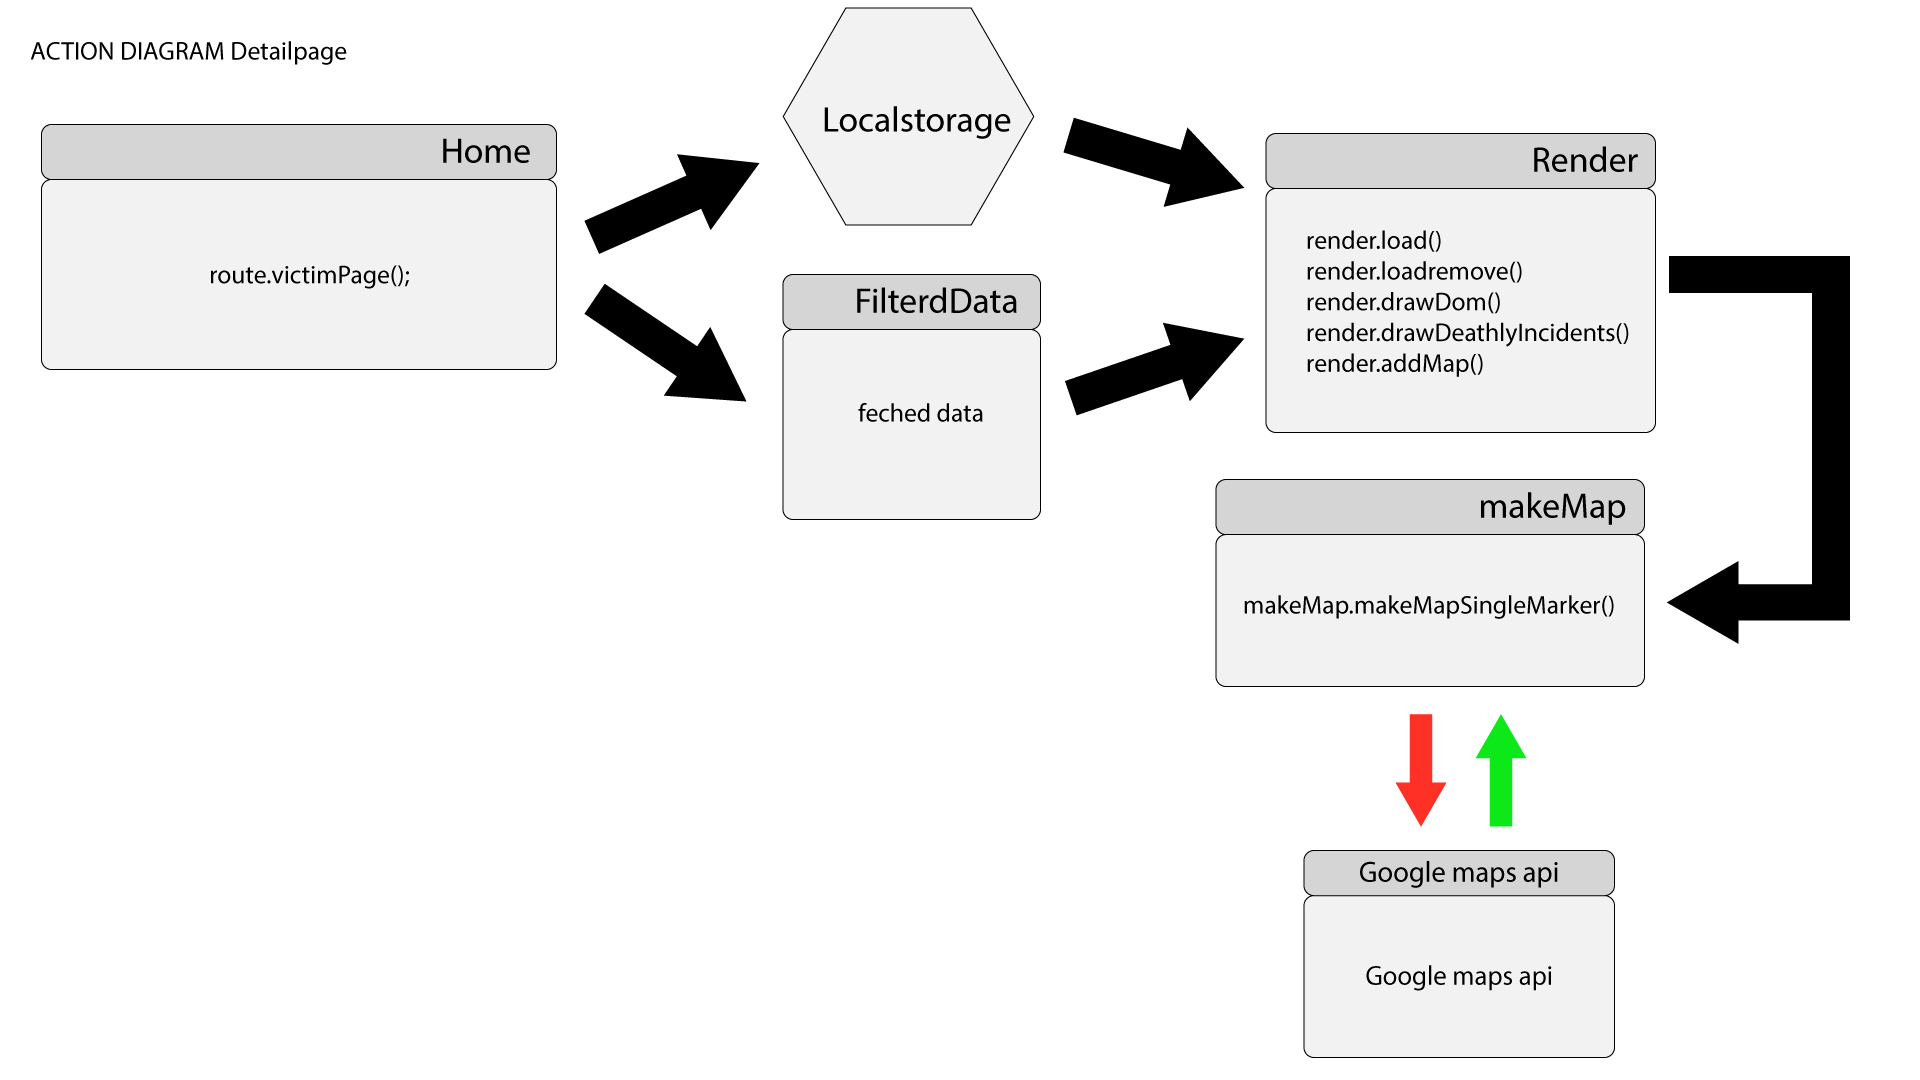 ACTION DIAGRAM Detailpage
Home
route.victimPage();
Localstorage
FilterdData
feched data
Render
render.load()
render.loadremove()
render.drawDom()
render.drawDeathlyIncidents()
render.addMap()
makeMap
makeMap.makeMapSingleMarker()
Google maps api
Google maps api